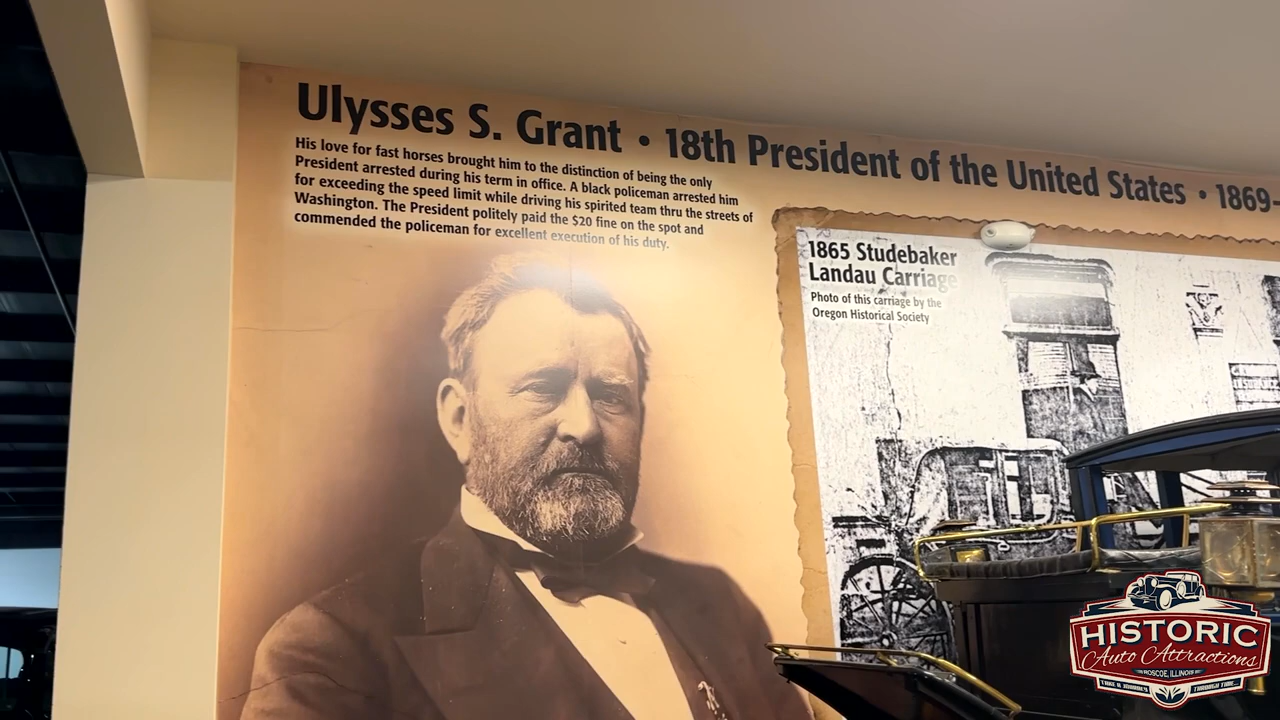 Ulysses S. Grant • 18th President of the United States • 1869-
His love for fast horses brought him to the distinction of being the only
President arrested during his term in office. A black policeman arrested him
for exceeding the speed limit while driving his spirited team thru the streets of
Washington. The President politely paid the $20 fine on the spot and
commended the policeman for excellent execution of his duty.
1865 Studebaker
Landau Carriage
Photo of this carriage by the
Oregon Historical Society
HISTORIC
Auto Attractions
ROSCOE, ILLINOIS
TAKE A JOURNEY THROUGH TIME...